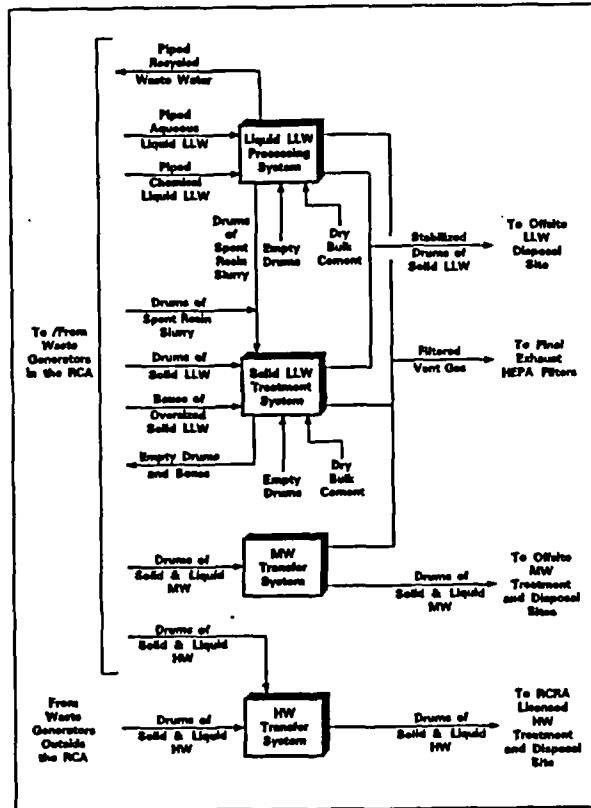 Piped
Recycled
Waste Water
Piped
Aqueous
Liquid LLW
Piped
Chemical
Liquid LLW
Liquid LLW
Processing
System
Drums
of
Spent
Resin
Slurry
Empty
Drums
Dry
Bulk
Cement
Stabilized
Drums of
Solid LLW
To Offsite
LLW
Disposal
Site
Drums of
Spent Resin
Slurry
To /From
Waste
Generators
in the RCA
Drums of
Solid LLW
Boxes of
Oversized
Solid LLW
Solid LLW
Treatment
System
Filtered
Vent Gas
To Final
Exhaust
HEPA Filters
Empty Drums
and Boxes
Empty
Drums
Dry
Bulk
Cement
Drums of
Solid & Liquid
MW
MW
Transfer
System
Drums of
Solid & Liquid
MW
To Offsite
MW
Treatment
and Disposal
Sites
Drums of
Solid & Liquid
HW
From
Waste
Generators
Outside
the RCA
Drums of
Solid & Liquid
HW
HW
Transfer
System
Drums of
Solid & Liquid
HW
To RCRA
Licensed
HW
Treatment
and Disposal
Site